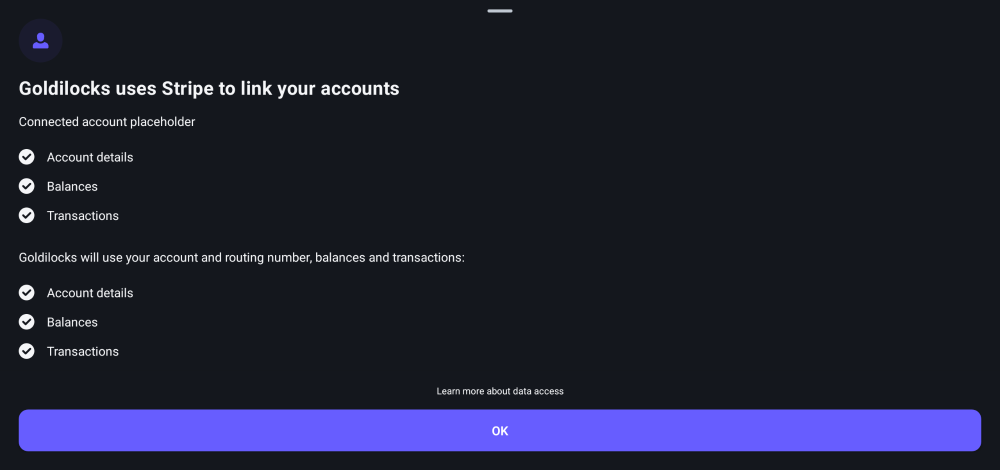 Goldilocks uses Stripe to link your accounts
Connected account placeholder
Account details
Balances
Transactions
Goldilocks will use your account and routing number, balances and transactions:
Account details
Balances
Transactions
Learn more about data access
OK